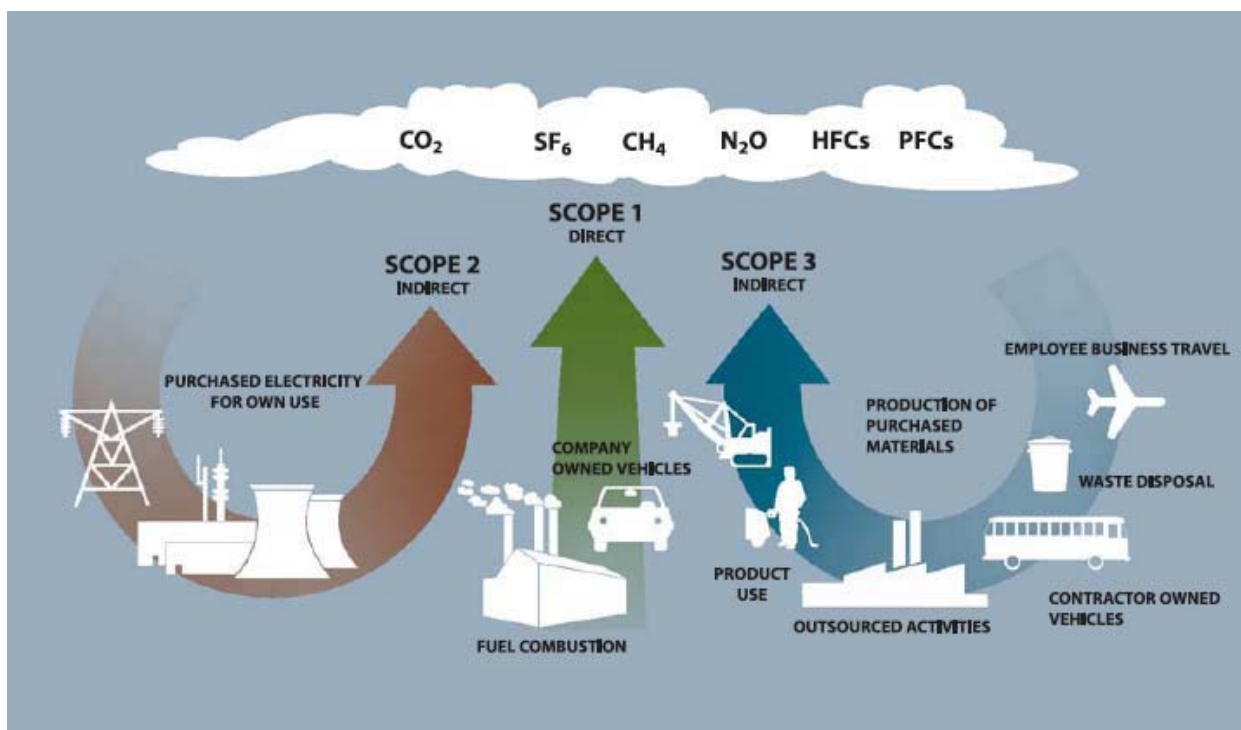 CO₂ SF₆ CH₄ N₂O HFCs PFCs
SCOPE 1
DIRECT
SCOPE 2
INDIRECT
SCOPE 3
INDIRECT
PURCHASED ELECTRICITY
FOR OWN USE
COMPANY
OWNED VEHICLES
FUEL COMBUSTION
EMPLOYEE BUSINESS TRAVEL
PRODUCTION OF
PURCHASED
MATERIALS
WASTE DISPOSAL
PRODUCT
USE
OUTSOURCED ACTIVITIES
CONTRACTOR OWNED
VEHICLES